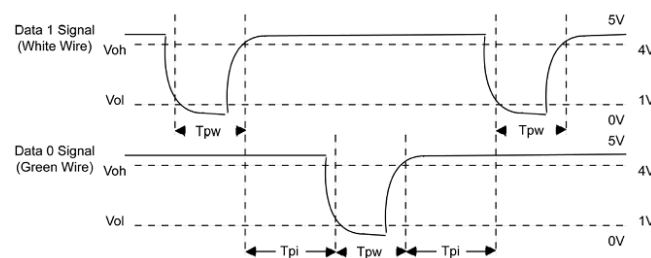 5V
Data 1 Signal
(White Wire)
Voh
4V
Vol
1V
0V
Tpw
Tpw
5V
Data 0 Signal
(Green Wire)
Voh
4V
Vol
1V
0V
Tpi
Tpw
Tpi